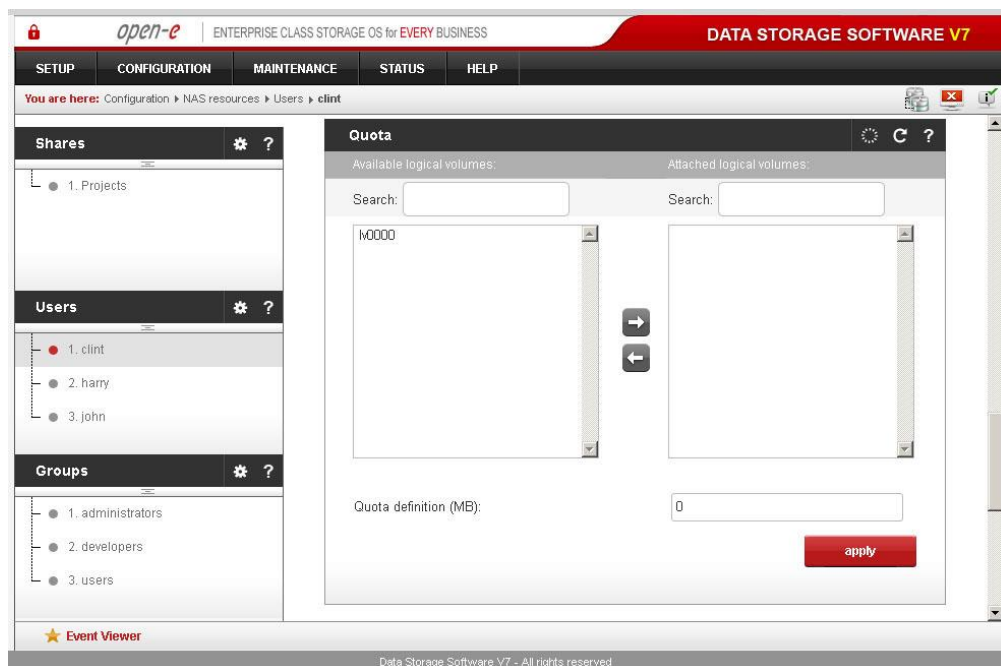 open-e ENTERPRISE CLASS STORAGE OS for EVERY BUSINESS DATA STORAGE SOFTWARE V7
SETUP CONFIGURATION MAINTENANCE STATUS HELP
You are here: Configuration NAS resources Users clint
Shares ?
1. Projects
Users ?
1. clint
2. harry
3. john
Groups ?
1. administrators
2. developers
3. users
Quota ?
Available logical volumes: Attached logical volumes:
Search: Search:
lv0000
Quota definition (MB): 0
apply
Event Viewer
Data Storage Software V7 - All rights reserved